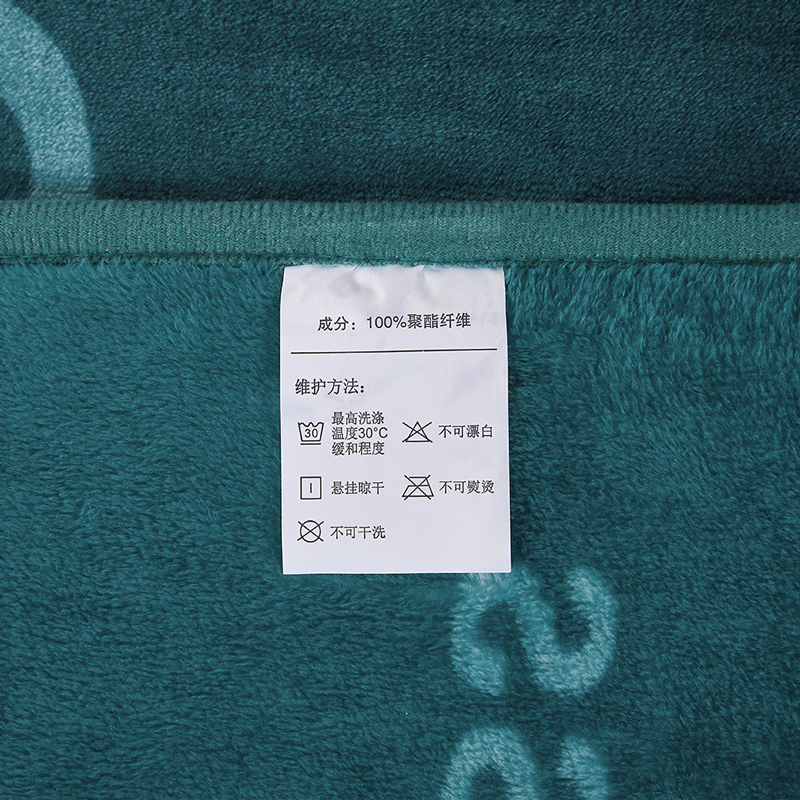 成分：100%聚酯纤维
维护方法：
30
最高洗涤
温度30°C
缓和程度
不可漂白
悬挂晾干
不可熨烫
不可干洗